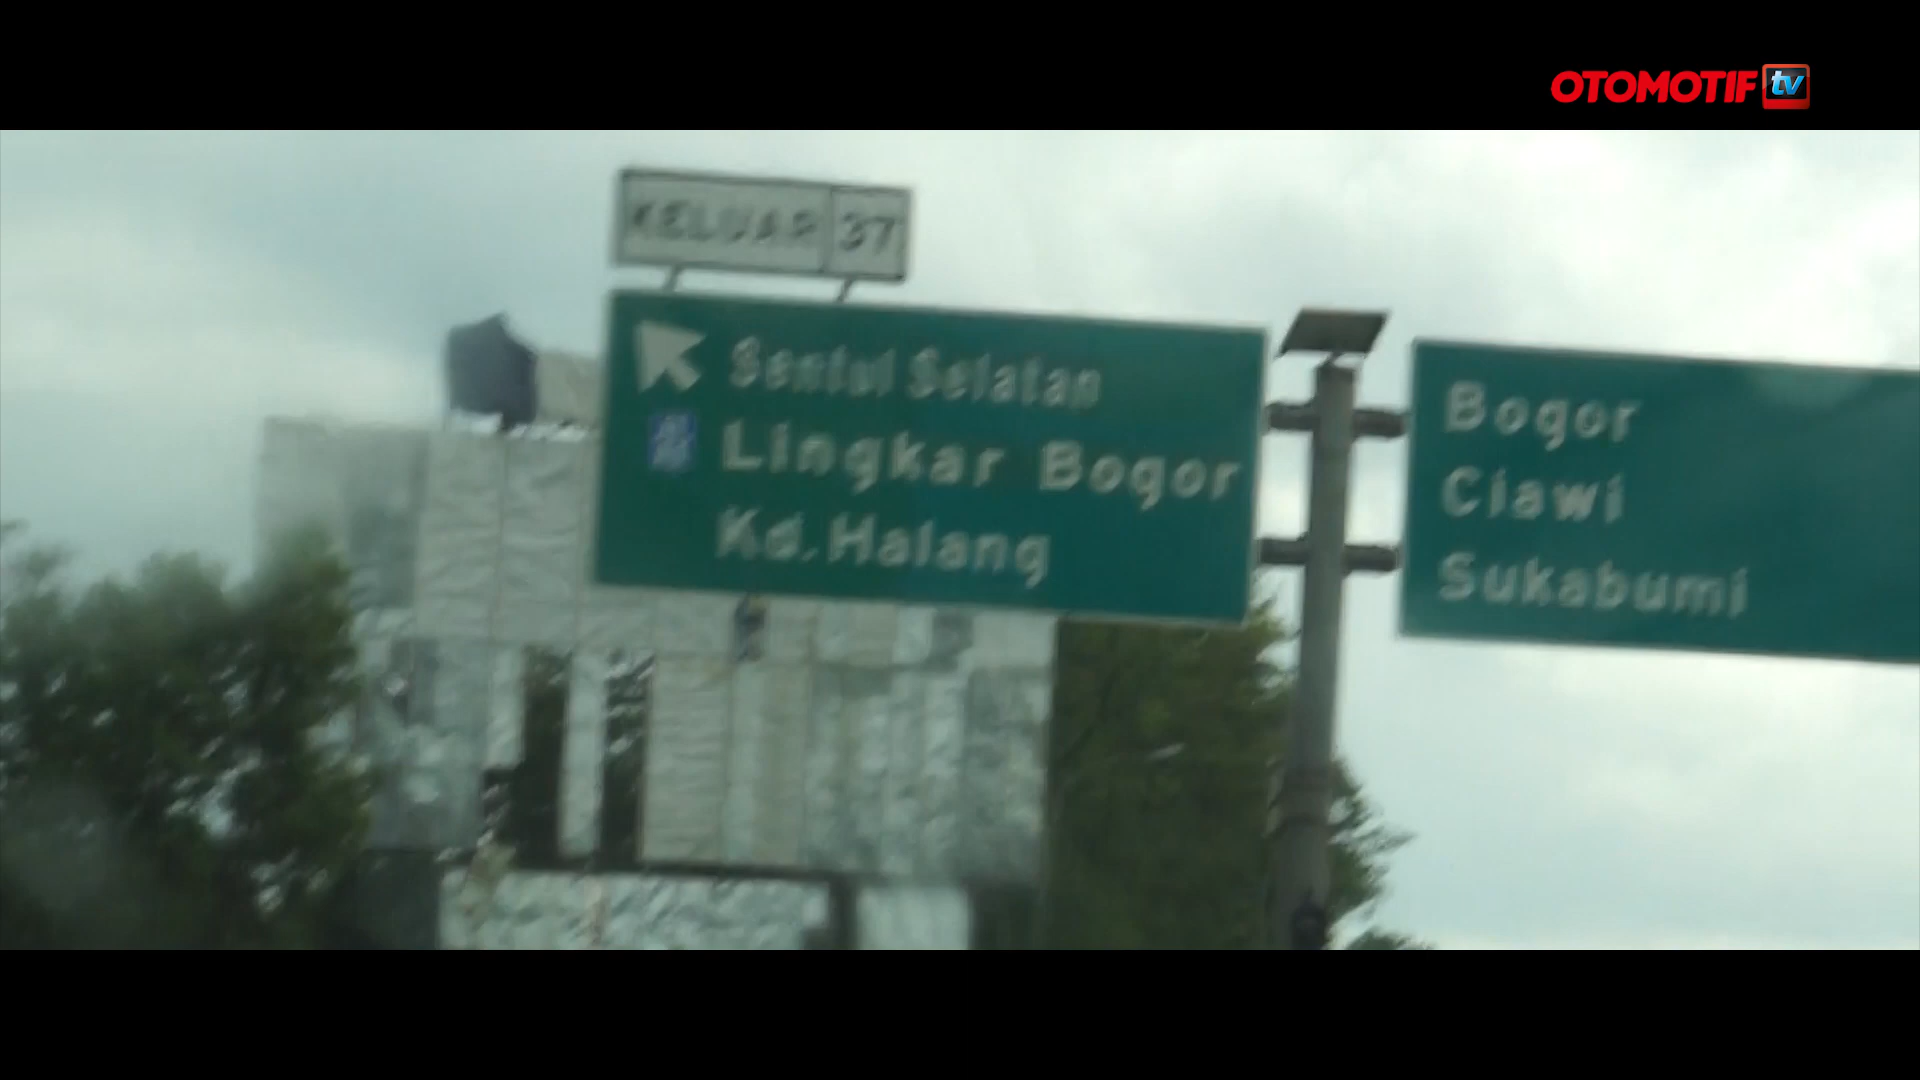 OTOMOTIF tv
KELUAR 37
Sentul Selatan
Lingkar Bogor
Kd. Halang
Bogor
Ciawi
Sukabumi